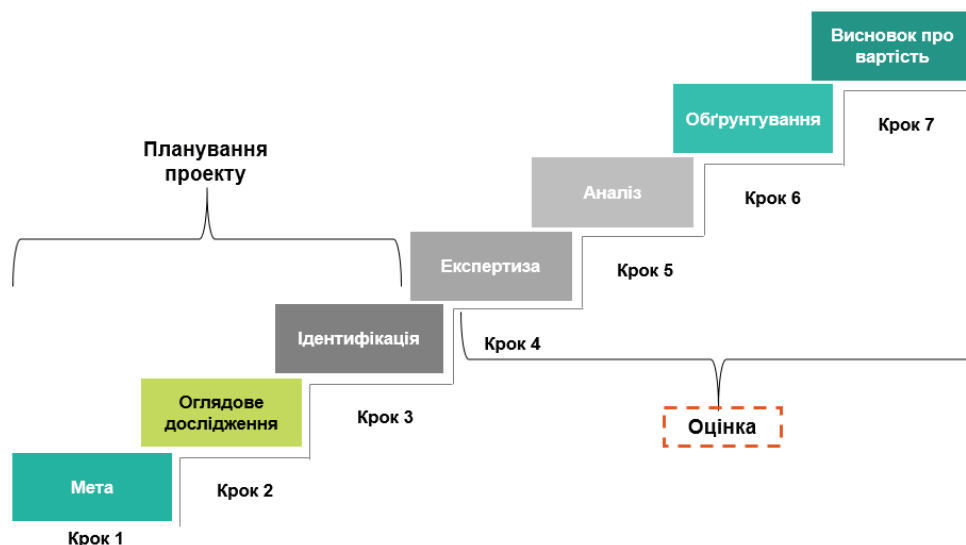 Висновок про
вартість
Обґрунтування
Крок 7
Планування
проекту
Аналіз
Крок 6
Експертиза
Крок 5
Ідентифікація
Крок 4
Оглядове
дослідження
Крок 3
Оцінка
Мета
Крок 2
Крок 1